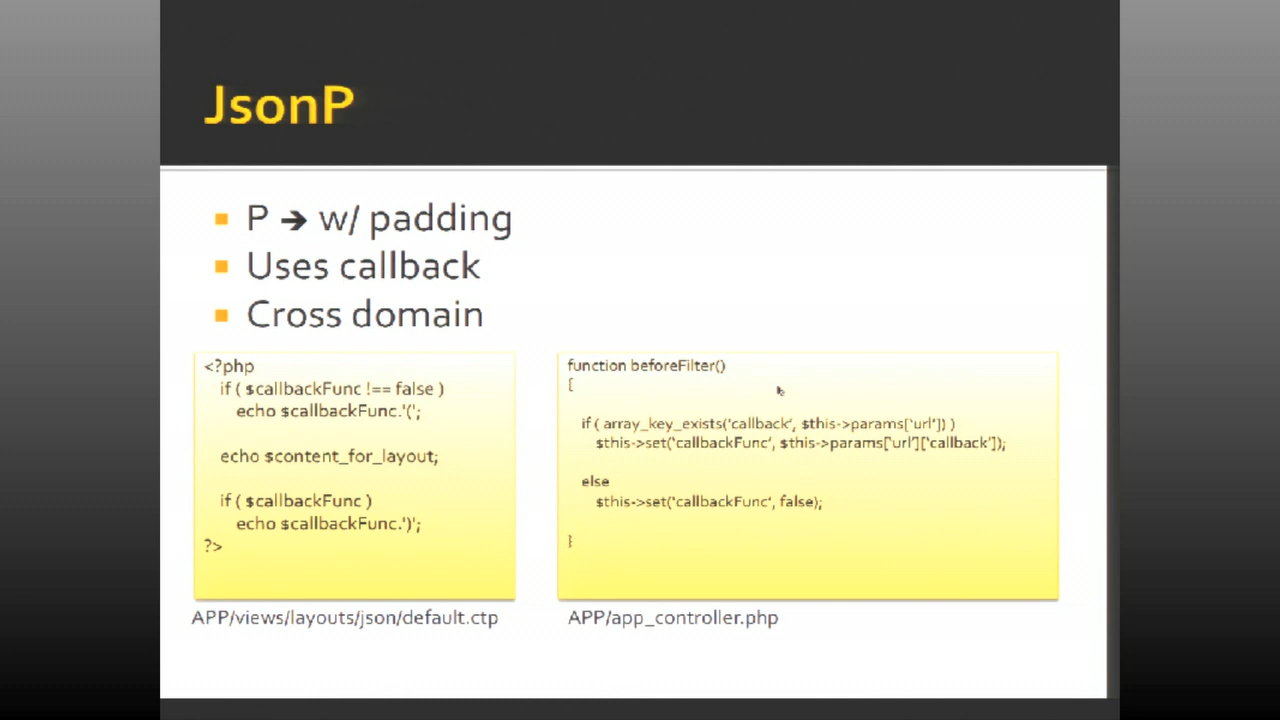 JsonP
P → w/ padding
Uses callback
Cross domain
<?php
if ( $callbackFunc !== false )
echo $callbackFunc.'(';
echo $content_for_layout;
if ( $callbackFunc )
echo $callbackFunc.')';
?>
APP/views/layouts/json/default.ctp
function beforeFilter()
{
if ( array_key_exists('callback', $this->params['url']) )
$this->set('callbackFunc', $this->params['url']['callback']);
else
$this->set('callbackFunc', false);
}
APP/app_controller.php